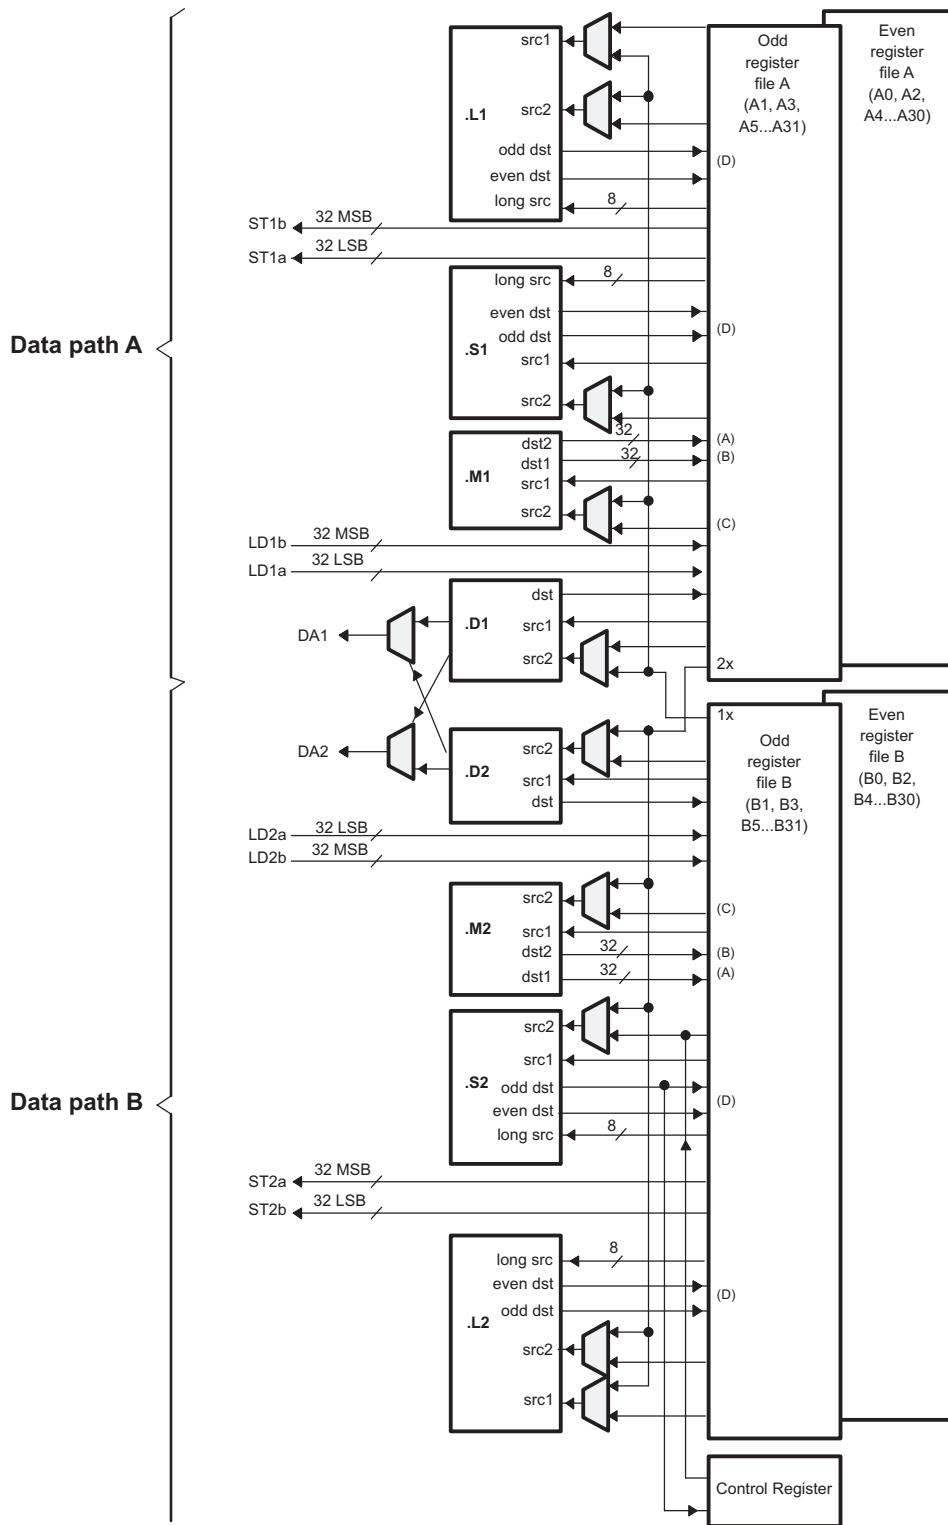 src1
Odd
register
file A
(A1, A3,
A5...A31)
Even
register
file A
(A0, A2,
A4...A30)
.L1
src2
odd dst
(D)
even dst
long src
8
ST1b
32 MSB
ST1a
32 LSB
long src
8
even dst
(D)
odd dst
.S1
src1
src2
32
dst2
(A)
32
dst1
(B)
.M1
src1
src2
(C)
LD1b
32 MSB
LD1a
32 LSB
dst
DA1
.D1
src1
src2
2x
Data path A
1x
Odd
register
file B
(B1, B3,
B5...B31)
Even
register
file B
(B0, B2,
B4...B30)
DA2
.D2
src2
src1
dst
LD2a
32 LSB
LD2b
32 MSB
src2
(C)
.M2
src1
dst2
32
(B)
dst1
32
(A)
src2
src1
.S2
odd dst
(D)
even dst
long src
8
Data path B
ST2a
32 MSB
ST2b
32 LSB
long src
8
even dst
(D)
odd dst
.L2
src2
src1
Control Register